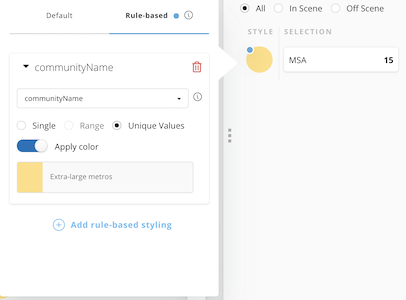 Default
Rule-based
communityName
communityName
Single
Range
Unique Values
Apply color
Extra-large metros
Add rule-based styling
All
In Scene
Off Scene
STYLE
SELECTION
MSA
15